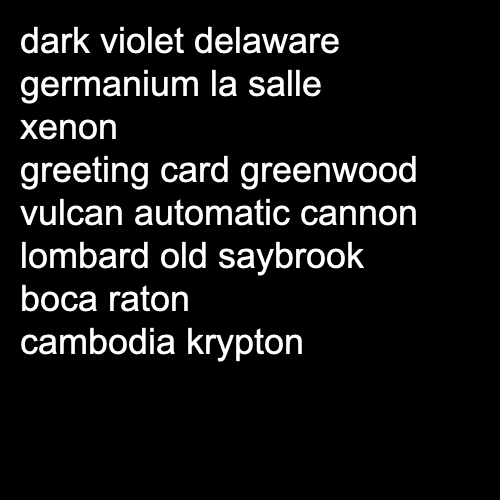 dark violet delaware
germanium la salle
xenon
greeting card greenwood
vulcan automatic cannon
lombard old saybrook
boca raton
cambodia krypton